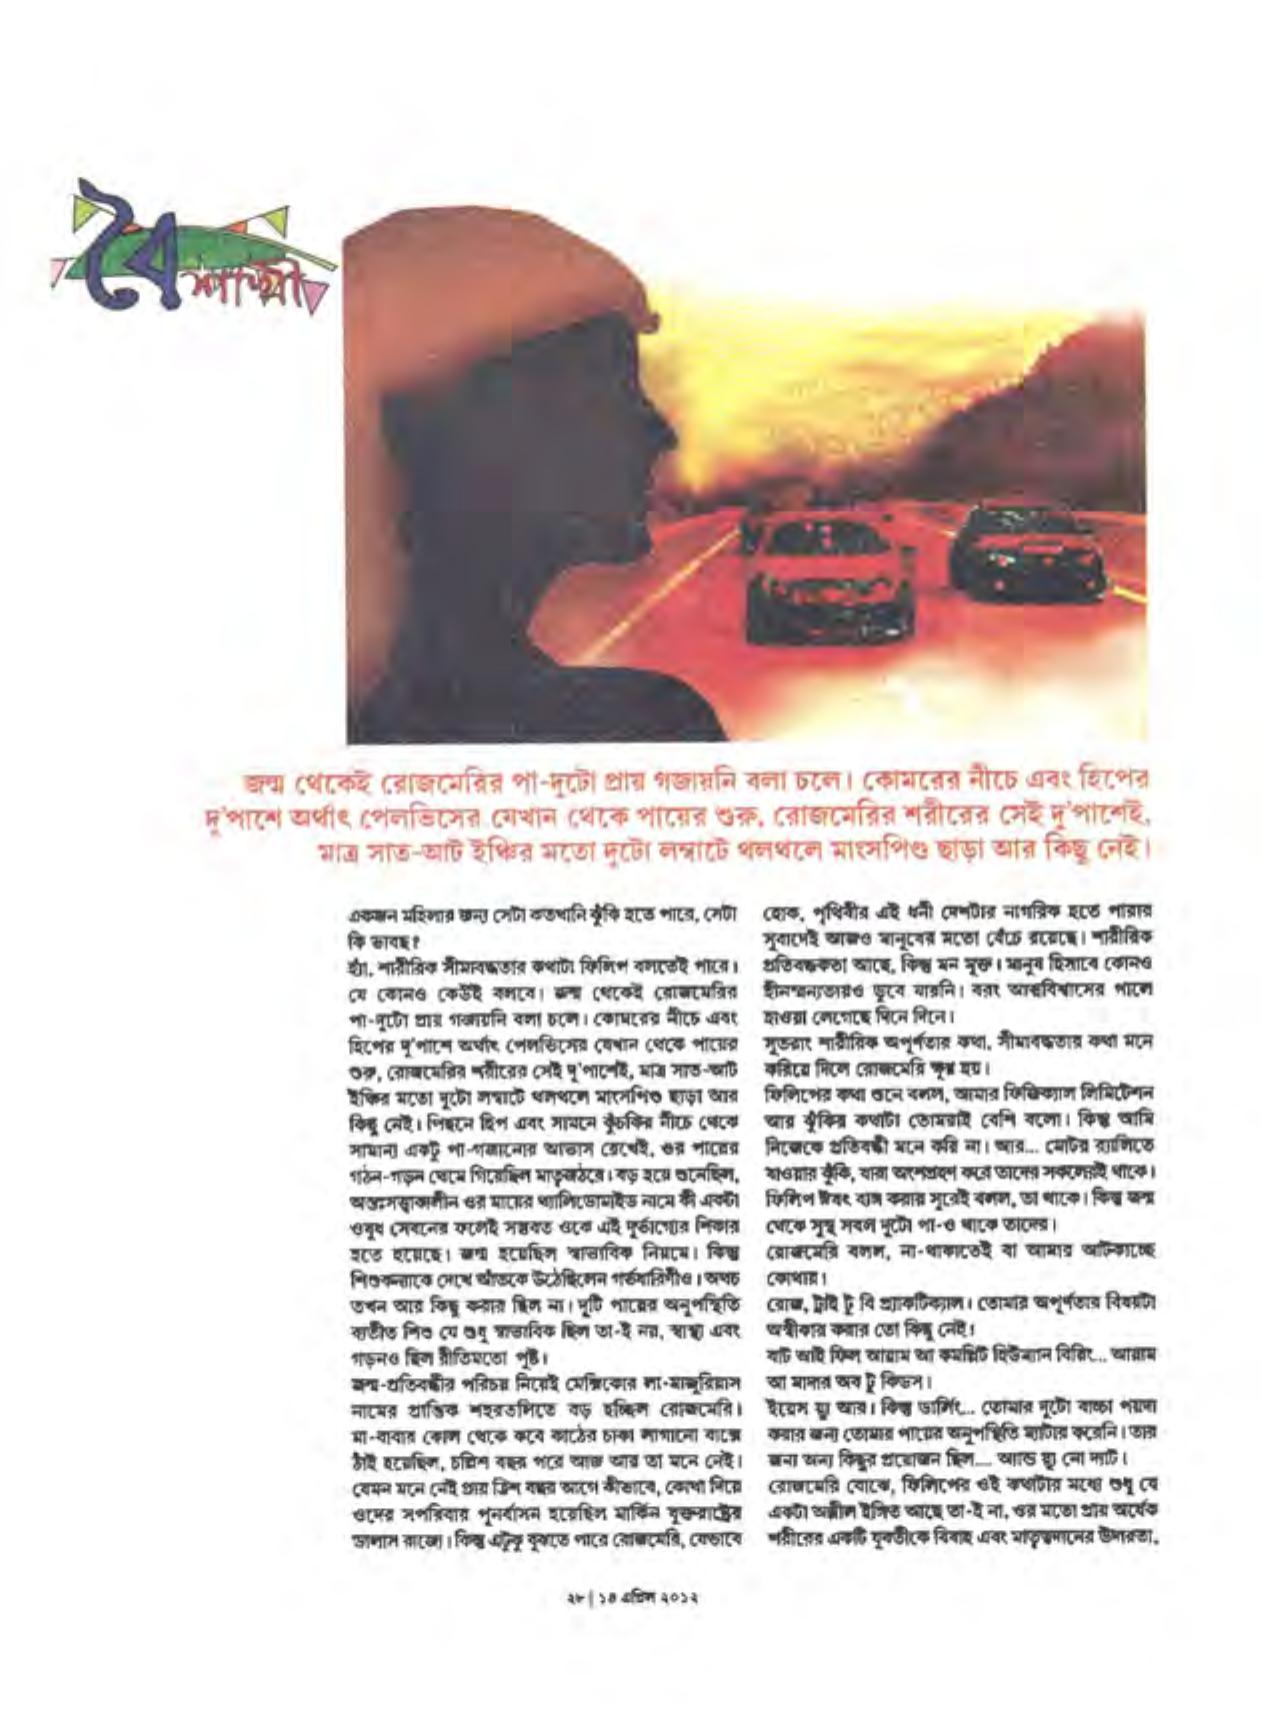 বৈশাখী
জন্ম থেকেই রোজমেরির পা-দুটো প্রায় গজায়নি বলা চলে। কোমরের নীচে এবং হিপের
দু'পাশে অর্থাৎ পেলভিসের যেখান থেকে পায়ের শুরু, রোজমেরির শরীরের সেই দু'পাশেই,
মাত্র সাত-আট ইঞ্চির মতো দুটো লম্বাটে থলথলে মাংসপিণ্ড ছাড়া আর কিছু নেই।
একজন মহিলার জন্য সেটা কতখানি ঝুঁকি হতে পারে, সেটা
কি ভাবছ?
হ্যাঁ, শারীরিক সীমাবদ্ধতার কথাটা ফিলিপ বলতেই পারে।
যে কোনও কেউই বলবে। জন্ম থেকেই রোজমেরির
পা-দুটো প্রায় গজায়নি বলা চলে। কোমরের নীচে এবং
হিপের দু'পাশে অর্থাৎ পেলভিসের যেখান থেকে পায়ের
শুরু, রোজমেরির শরীরের সেই দু'পাশেই, মাত্র সাত-আট
ইঞ্চির মতো দুটো লম্বাটে থলথলে মাংসপিণ্ড ছাড়া আর
কিছু নেই। পিছনে হিপ এবং সামনে কুঁচকির নীচে থেকে
সামান্য একটু পা-গজানোর আভাস রেখেই, ওর পায়ের
গঠন-গড়ন থেমে গিয়েছিল মাতৃজঠরে। বড় হয়ে শুনেছিল,
অন্তঃসত্ত্বাকালীন ওর মায়ের থ্যালিডোমাইড নামে কী একটা
ওষুধ সেবনের ফলেই সম্ভবত ওকে এই দুর্ভাগ্যের শিকার
হতে হয়েছে। জন্ম হয়েছিল স্বাভাবিক নিয়মে। কিন্তু
শিশুকন্যাকে দেখে আঁতকে উঠেছিলেন গর্ভধারিণীও। অথচ
তখন আর কিছু করার ছিল না। দুটি পায়ের অনুপস্থিতি
ব্যতীত শিশু যে শুধু স্বাভাবিক ছিল তা-ই নয়, স্বাস্থ্য এবং
গড়নও ছিল রীতিমতো পুষ্ট।
জন্ম-প্রতিবন্ধীর পরিচয় নিয়েই মেক্সিকোর লা-মাজুরিয়াস
নামের প্রান্তিক শহরতলিতে বড় হচ্ছিল রোজমেরি।
মা-বাবার কোল থেকে কবে কাঠের চাকা লাগানো বাক্সে
ঠাঁই হয়েছিল, চল্লিশ বছর পরে আজ আর তা মনে নেই।
যেমন মনে নেই প্রায় ত্রিশ বছর আগে কীভাবে, কোথা দিয়ে
ওদের সপরিবার পুনর্বাসন হয়েছিল মার্কিন যুক্তরাষ্ট্রের
ডালাস রাজ্যে। কিন্তু এটুকু বুঝতে পারে রোজমেরি, যেভাবে
হোক, পৃথিবীর এই ধনী দেশটার নাগরিক হতে পারার
সুবাদেই আজও মানুষের মতো বেঁচে রয়েছে। শারীরিক
প্রতিবন্ধকতা আছে, কিন্তু মন মুক্ত। মানুষ হিসাবে কোনও
হীনম্মন্যতায়ও ডুবে যায়নি। বরং আত্মবিশ্বাসের পালে
হাওয়া লেগেছে দিনে দিনে।
সুতরাং শারীরিক অপূর্ণতার কথা, সীমাবদ্ধতার কথা মনে
করিয়ে দিলে রোজমেরি ক্ষুণ্ণ হয়।
ফিলিপের কথা শুনে বলল, আমার ফিজিক্যাল লিমিটেশন
আর ঝুঁকির কথাটা তোমরাই বেশি বলো। কিন্তু আমি
নিজেকে প্রতিবন্ধী মনে করি না। আর... মোটর র‍্যালিতে
যাওয়ার ঝুঁকি, যারা অংশগ্রহণ করে তাদের সকলেরই থাকে।
ফিলিপ ঈষৎ ব্যঙ্গ করার সুরেই বলল, তা থাকে। কিন্তু জন্ম
থেকে সুস্থ সবল দুটো পা-ও থাকে তাদের।
রোজমেরি বলল, না-থাকাতেই বা আমার আটকাচ্ছে
কোথায়।
রোজ, ট্রাই টু বি প্র্যাকটিক্যাল। তোমার অপূর্ণতার বিষয়টা
অস্বীকার করার তো কিছু নেই।
বাট আই ফিল আয়াম আ কমপ্লিট হিউম্যান বিয়িং... আয়াম
আ মাদার অব টু কিডস।
ইয়েস য়্যু আর। কিন্তু ডার্লিং... তোমার দুটো বাচ্চা পয়দা
করার জন্য তোমার পায়ের অনুপস্থিতি ম্যাটার করেনি। তার
জন্য অন্য কিছুর প্রয়োজন ছিল... অ্যান্ড য়্যু নো দ্যাট।
রোজমেরি বোঝে, ফিলিপের ওই কথাটার মধ্যে শুধু যে
একটা অশ্লীল ইঙ্গিত আছে তা-ই না, ওর মতো প্রায় অর্ধেক
শরীরের একটি যুবতীকে বিবাহ এবং মাতৃত্বদানের উদারতা,
২৮ | ১৪ এপ্রিল ২০১২